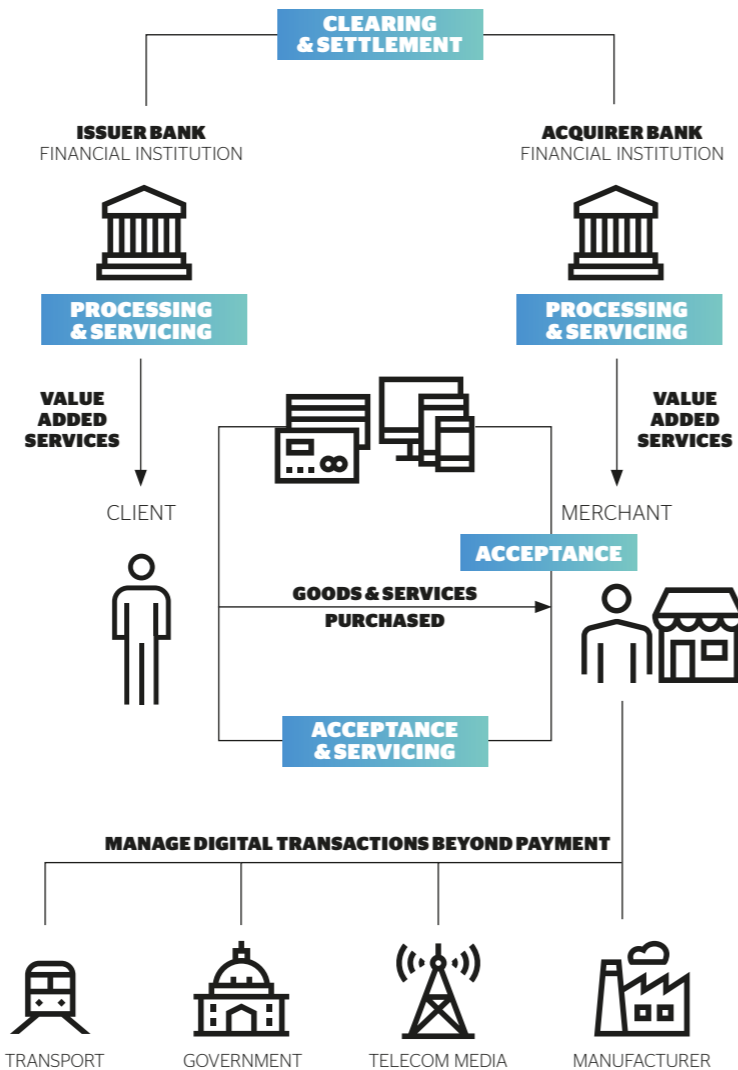 CLEARING
& SETTLEMENT
ISSUER BANK
FINANCIAL INSTITUTION
ACQUIRER BANK
FINANCIAL INSTITUTION
PROCESSING
& SERVICING
PROCESSING
& SERVICING
VALUE
ADDED
SERVICES
VALUE
ADDED
SERVICES
CLIENT
MERCHANT
ACCEPTANCE
GOODS & SERVICES
PURCHASED
ACCEPTANCE
& SERVICING
MANAGE DIGITAL TRANSACTIONS BEYOND PAYMENT
TRANSPORT
GOVERNMENT
TELECOM MEDIA
MANUFACTURER